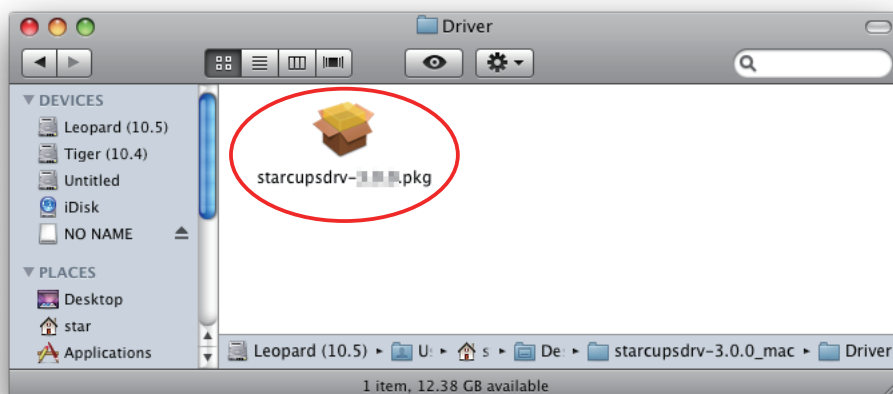 Driver
DEVICES
Leopard (10.5)
Tiger (10.4)
Untitled
iDisk
NO NAME
PLACES
Desktop
star
Applications
starcupsdrv-.pkg
Leopard (10.5) ▸ U: ▸ s ▸ De: ▸ starcupsdrv-3.0.0_mac ▸ Driver
1 item, 12.38 GB available